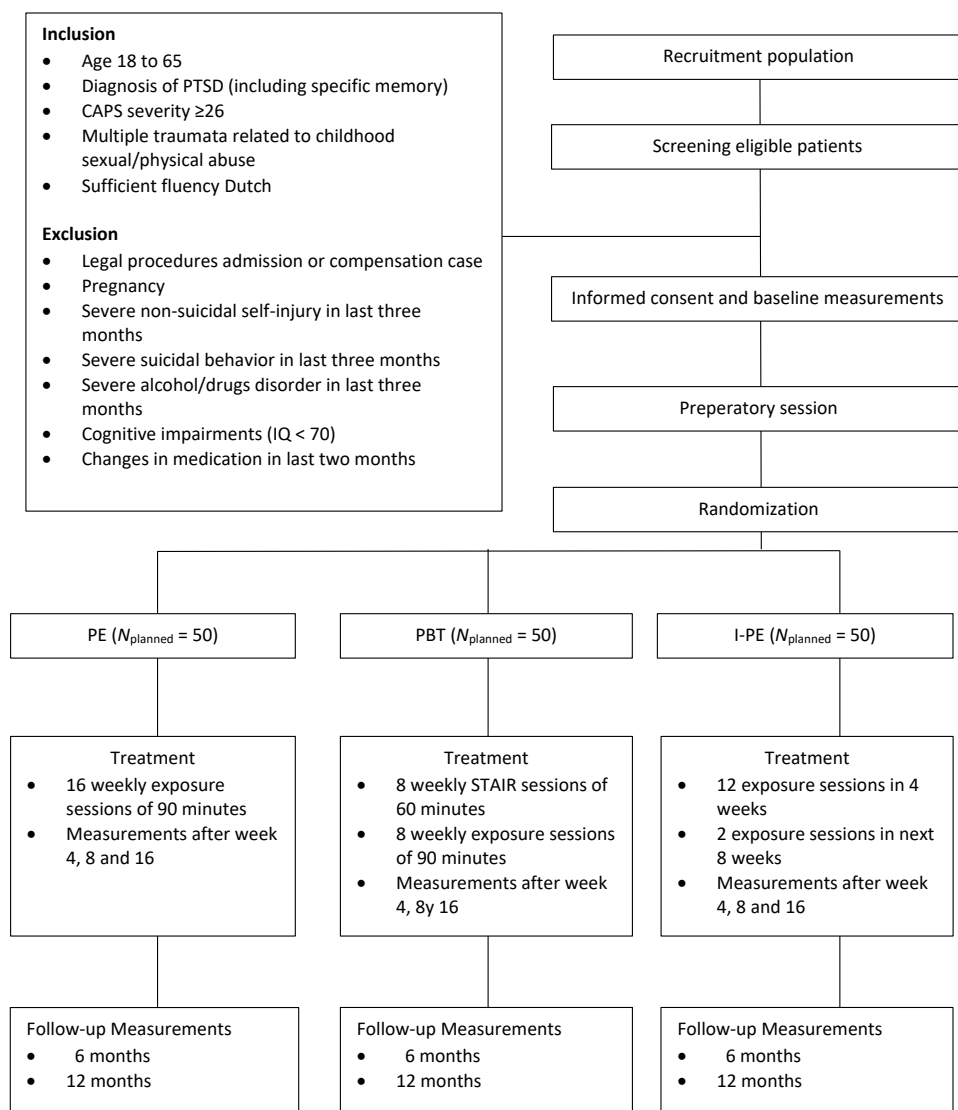 Inclusion
• Age 18 to 65
• Diagnosis of PTSD (including specific memory)
• CAPS severity ≥26
• Multiple traumata related to childhood
sexual/physical abuse
• Sufficient fluency Dutch
Exclusion
• Legal procedures admission or compensation case
• Pregnancy
• Severe non-suicidal self-injury in last three
months
• Severe suicidal behavior in last three months
• Severe alcohol/drugs disorder in last three
months
• Cognitive impairments (IQ < 70)
• Changes in medication in last two months
Recruitment population
Screening eligible patients
Informed consent and baseline measurements
Preperatory session
Randomization
PE (Nplanned = 50)
PBT (Nplanned = 50)
I-PE (Nplanned = 50)
Treatment
• 16 weekly exposure
sessions of 90 minutes
• Measurements after week
4, 8 and 16
Treatment
• 8 weekly STAIR sessions of
60 minutes
• 8 weekly exposure sessions
of 90 minutes
• Measurements after week
4, 8y 16
Treatment
• 12 exposure sessions in 4
weeks
• 2 exposure sessions in next
8 weeks
• Measurements after week
4, 8 and 16
Follow-up Measurements
• 6 months
• 12 months
Follow-up Measurements
• 6 months
• 12 months
Follow-up Measurements
• 6 months
• 12 months